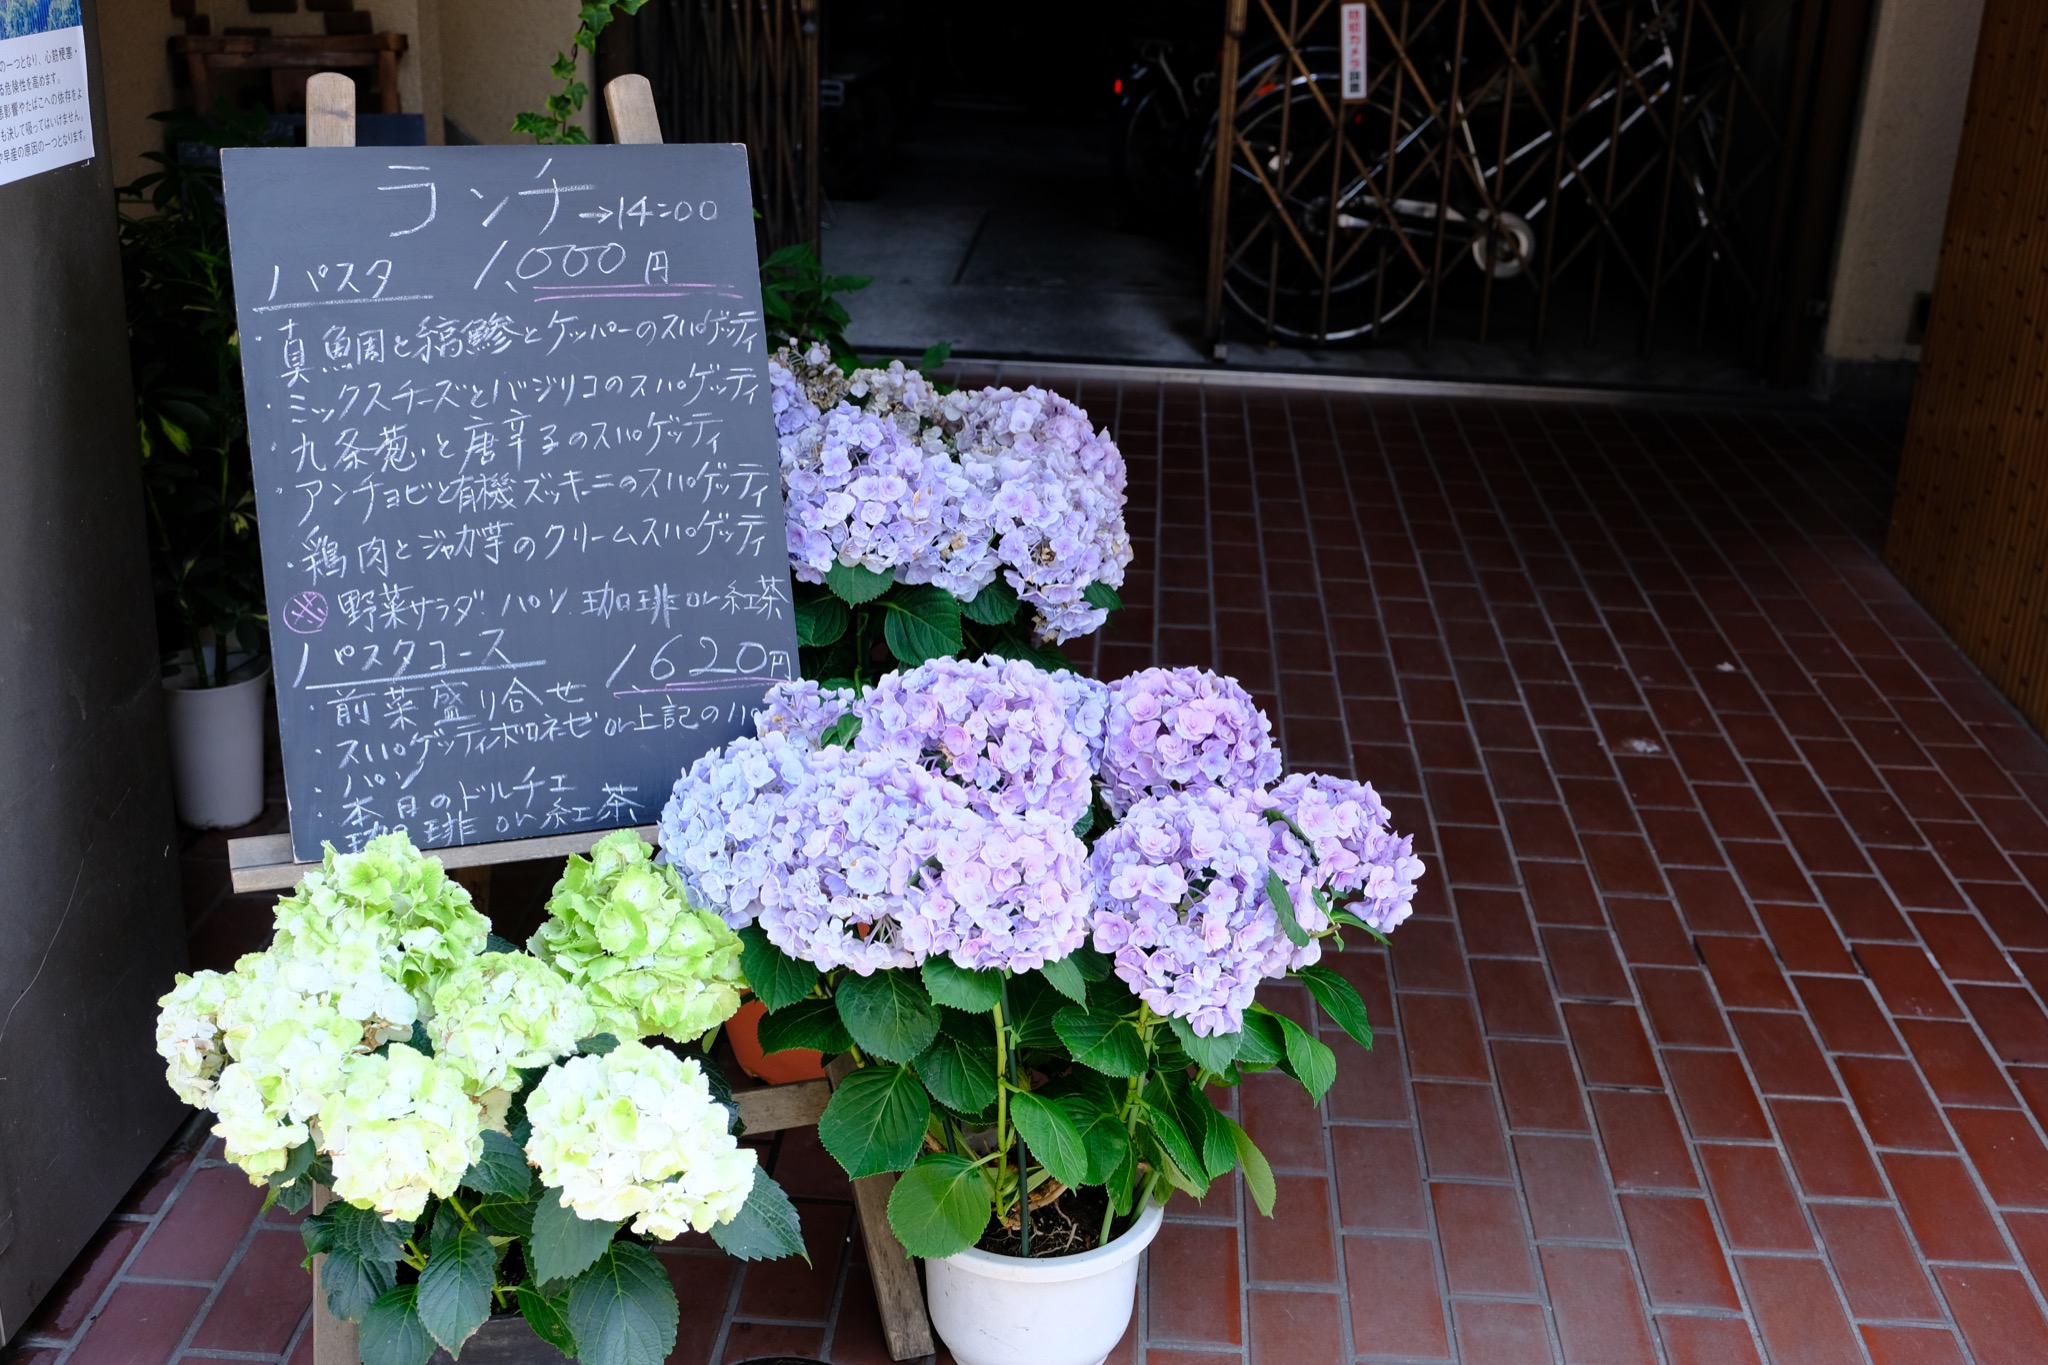 の一つとなり、心筋梗塞・
る危険性を高めます。
悪影響やたばこへの依存をよ
も決して吸ってはいけません。
や早産の原因の一つとなります。
防犯カメラ設置
ランチ→14:00
パスタ 1,000円
・真鯛と縞鯵とケッパーのスパゲッティ
・ミックスチーズとバジリコのスパゲッティ
・九条葱と唐辛子のスパゲッティ
・アンチョビと有機ズッキーニのスパゲッティ
・鶏肉とジャガ芋のクリームスパゲッティ
野菜サラダ パン 珈琲or紅茶
パスタコース 1,620円
・前菜盛り合せ
・スパゲッティボロネーゼor上記のパ
・パン
・本日のドルチェ
珈琲or紅茶